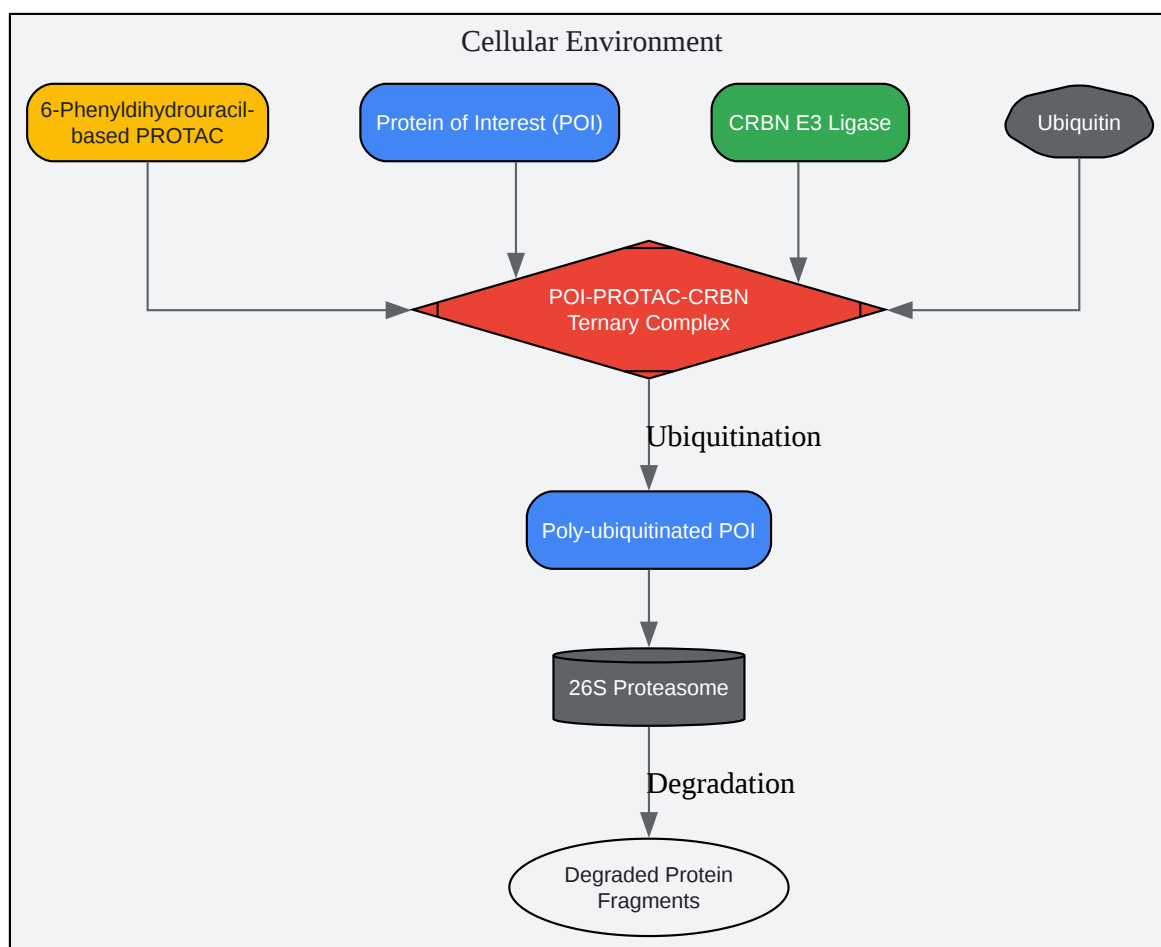 Cellular Environment
6-Phenyldihydrouracil-
based PROTAC
Protein of Interest (POI)
CRBN E3 Ligase
Ubiquitin
POI-PROTAC-CRBN
Ternary Complex
Ubiquitination
Poly-ubiquitinated POI
26S Proteasome
Degradation
Degraded Protein
Fragments